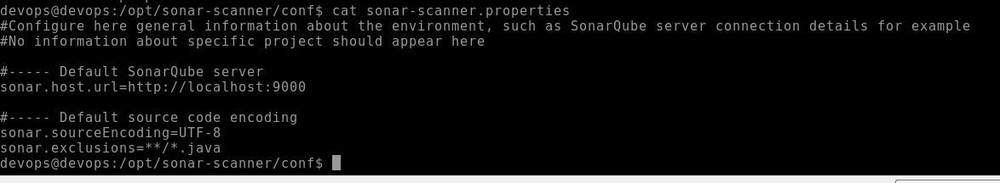 devops@devops:/opt/sonar-scanner/conf$ cat sonar-scanner.properties
#Configure here general information about the environment, such as SonarQube server connection details for example
#No information about specific project should appear here
#----- Default SonarQube server
sonar.host.url=http://localhost:9000
#----- Default source code encoding
sonar.sourceEncoding=UTF-8
sonar.exclusions=**/*.java
devops@devops:/opt/sonar-scanner/conf$